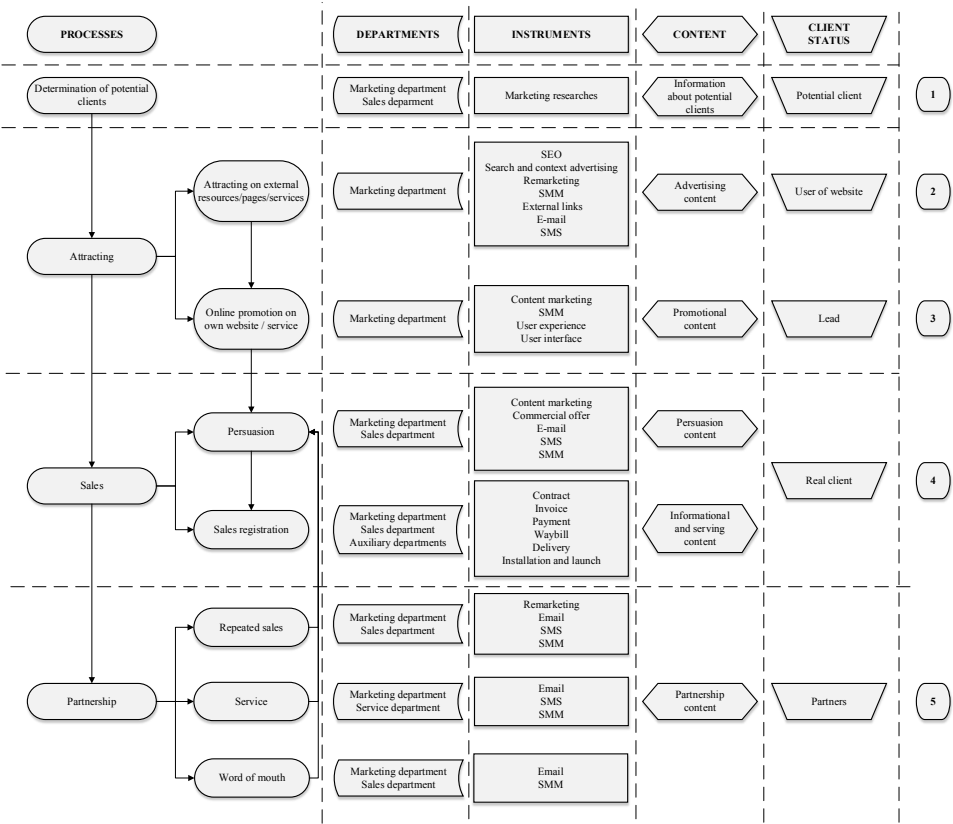 PROCESSES
DEPARTMENTS
INSTRUMENTS
CONTENT
CLIENT
STATUS
Determination of potential
clients
Marketing department
Sales deparment
Marketing researches
Information
about potential
clients
Potential client
1
Attracting
Attracting on external
resources/pages/services
Marketing department
SEO
Search and context advertising
Remarketing
SMM
External links
E-mail
SMS
Advertising
content
User of website
2
Online promotion on
own website / service
Marketing department
Content marketing
SMM
User experience
User interface
Promotional
content
Lead
3
Sales
Persuasion
Marketing department
Sales department
Content marketing
Commercial offer
E-mail
SMS
SMM
Persuasion
content
Real client
4
Sales registration
Marketing department
Sales department
Auxiliary departments
Contract
Invoice
Payment
Waybill
Delivery
Installation and launch
Informational
and serving
content
Partnership
Repeated sales
Marketing department
Sales department
Remarketing
Email
SMS
SMM
Service
Marketing department
Service department
Email
SMS
SMM
Partnership
content
Partners
5
Word of mouth
Marketing department
Sales department
Email
SMM